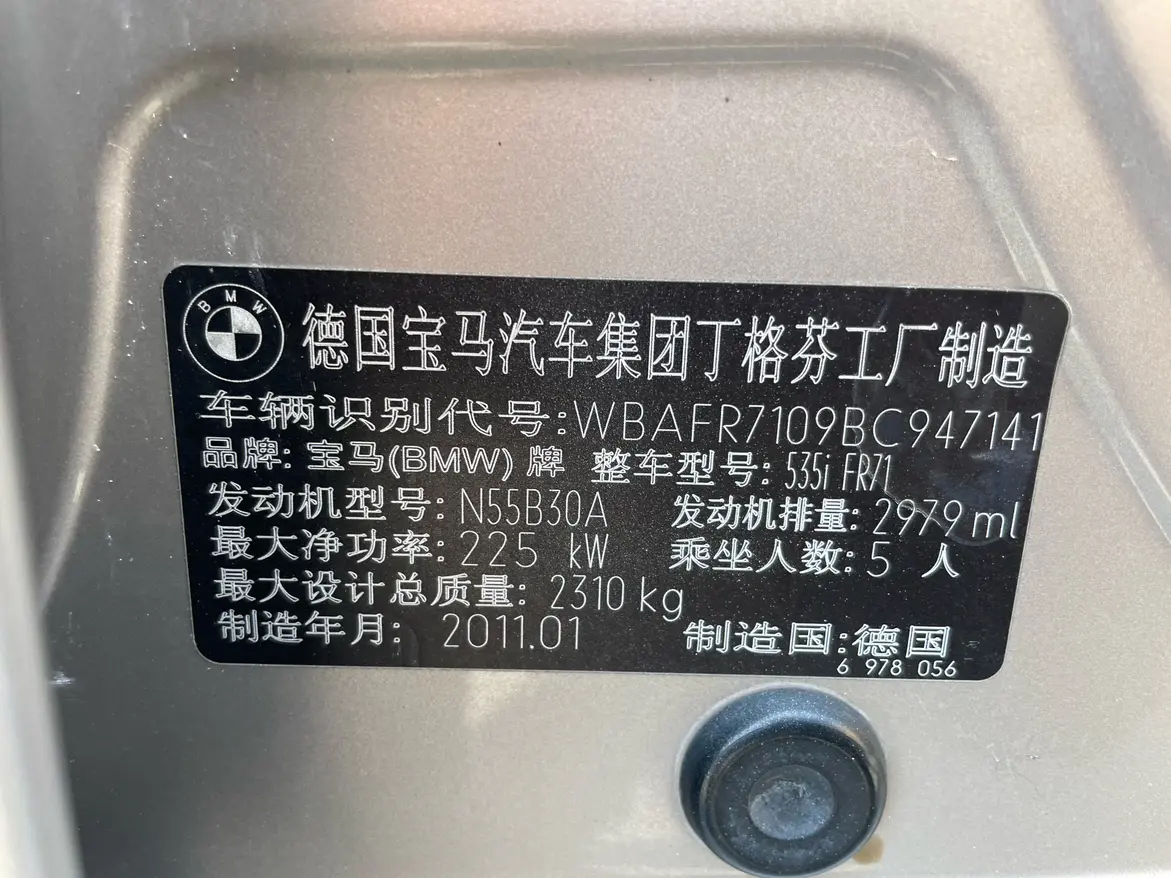 BMW 德国宝马汽车集团丁格芬工厂制造
车辆识别代号:WBAFR7109BC947141
品牌: 宝马(BMW)牌 整车型号: 535i FR71
发动机型号: N55B30A 发动机排量: 2979 ml
最大净功率: 225 kW 乘坐人数: 5 人
最大设计总质量: 2310 kg
制造年月: 2011.01 制造国:德国
6 978 056